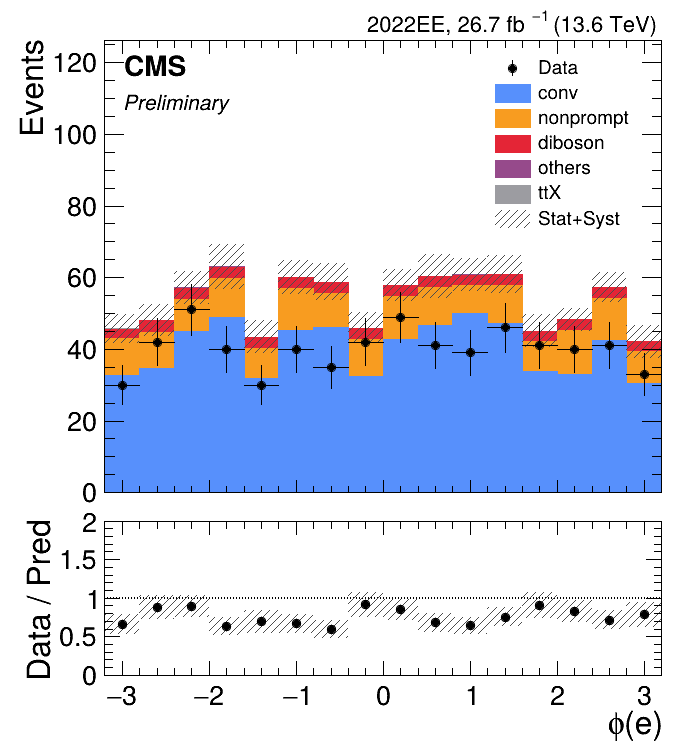 2022EE, 26.7 fb⁻¹ (13.6 TeV)
Events
CMS
Preliminary
Data
conv
nonprompt
diboson
others
ttX
Stat+Syst
120
100
80
60
40
20
0
Data / Pred
2
1.5
1
0.5
0
−3 −2 −1 0 1 2 3
ϕ(e)